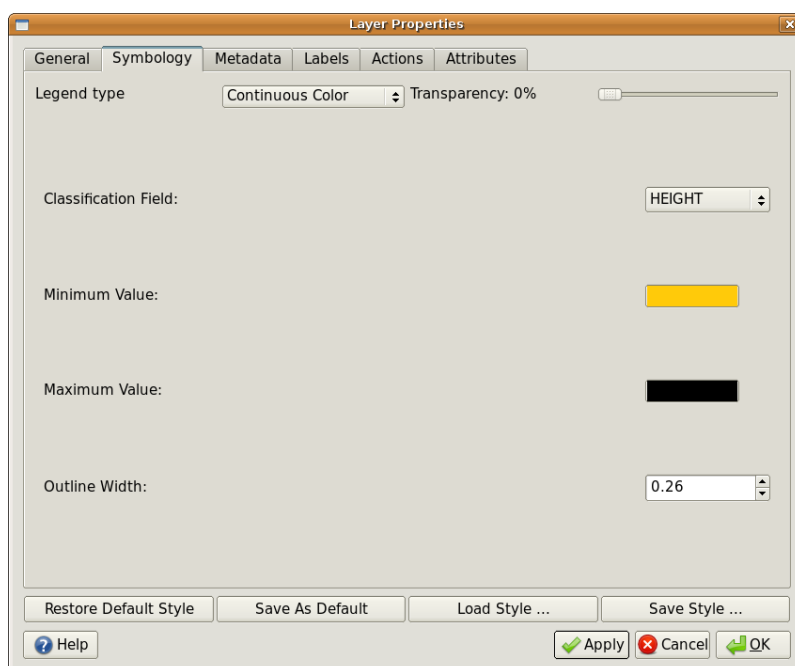 Layer Properties
General Symbology Metadata Labels Actions Attributes
Legend type Continuous Color Transparency: 0%
Classification Field: HEIGHT
Minimum Value:
Maximum Value:
Outline Width: 0.26
Restore Default Style Save As Default Load Style ... Save Style ...
Help Apply Cancel OK